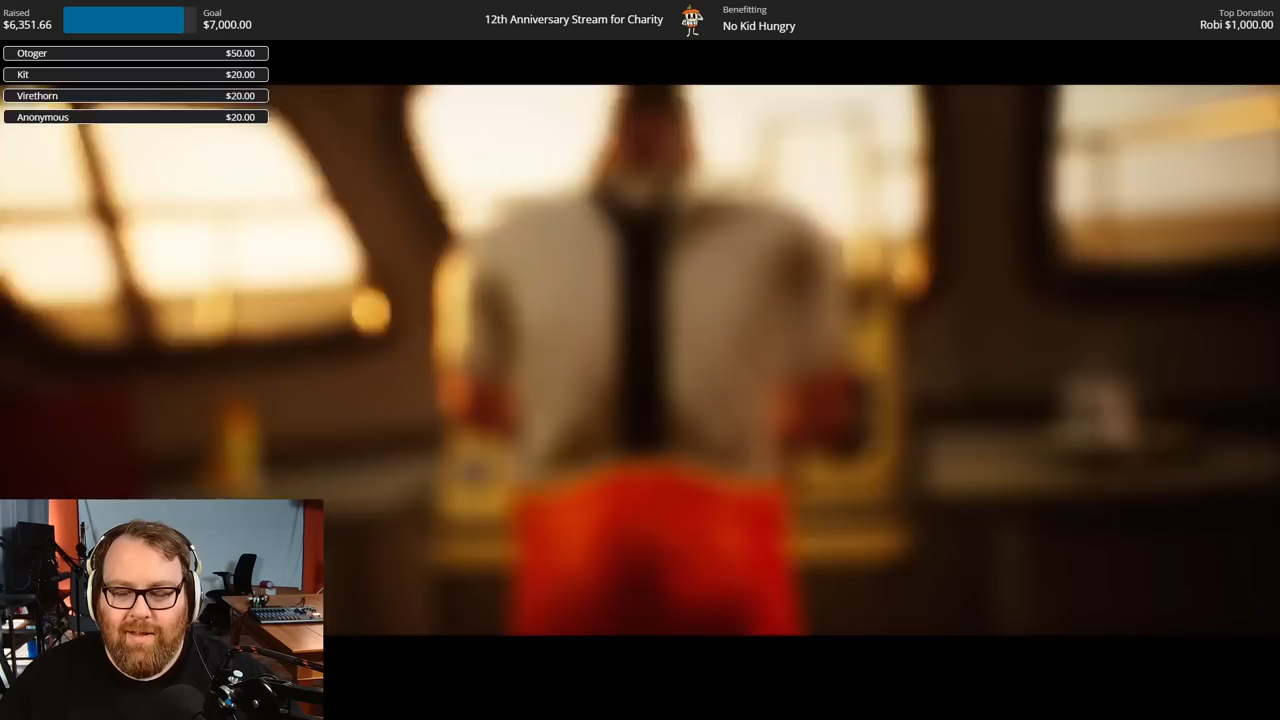 Raised
$6,351.66
Goal
$7,000.00
12th Anniversary Stream for Charity
Benefitting
No Kid Hungry
Top Donation
Robi $1,000.00
Otoger $50.00
Kit $20.00
Virethorn $20.00
Anonymous $20.00